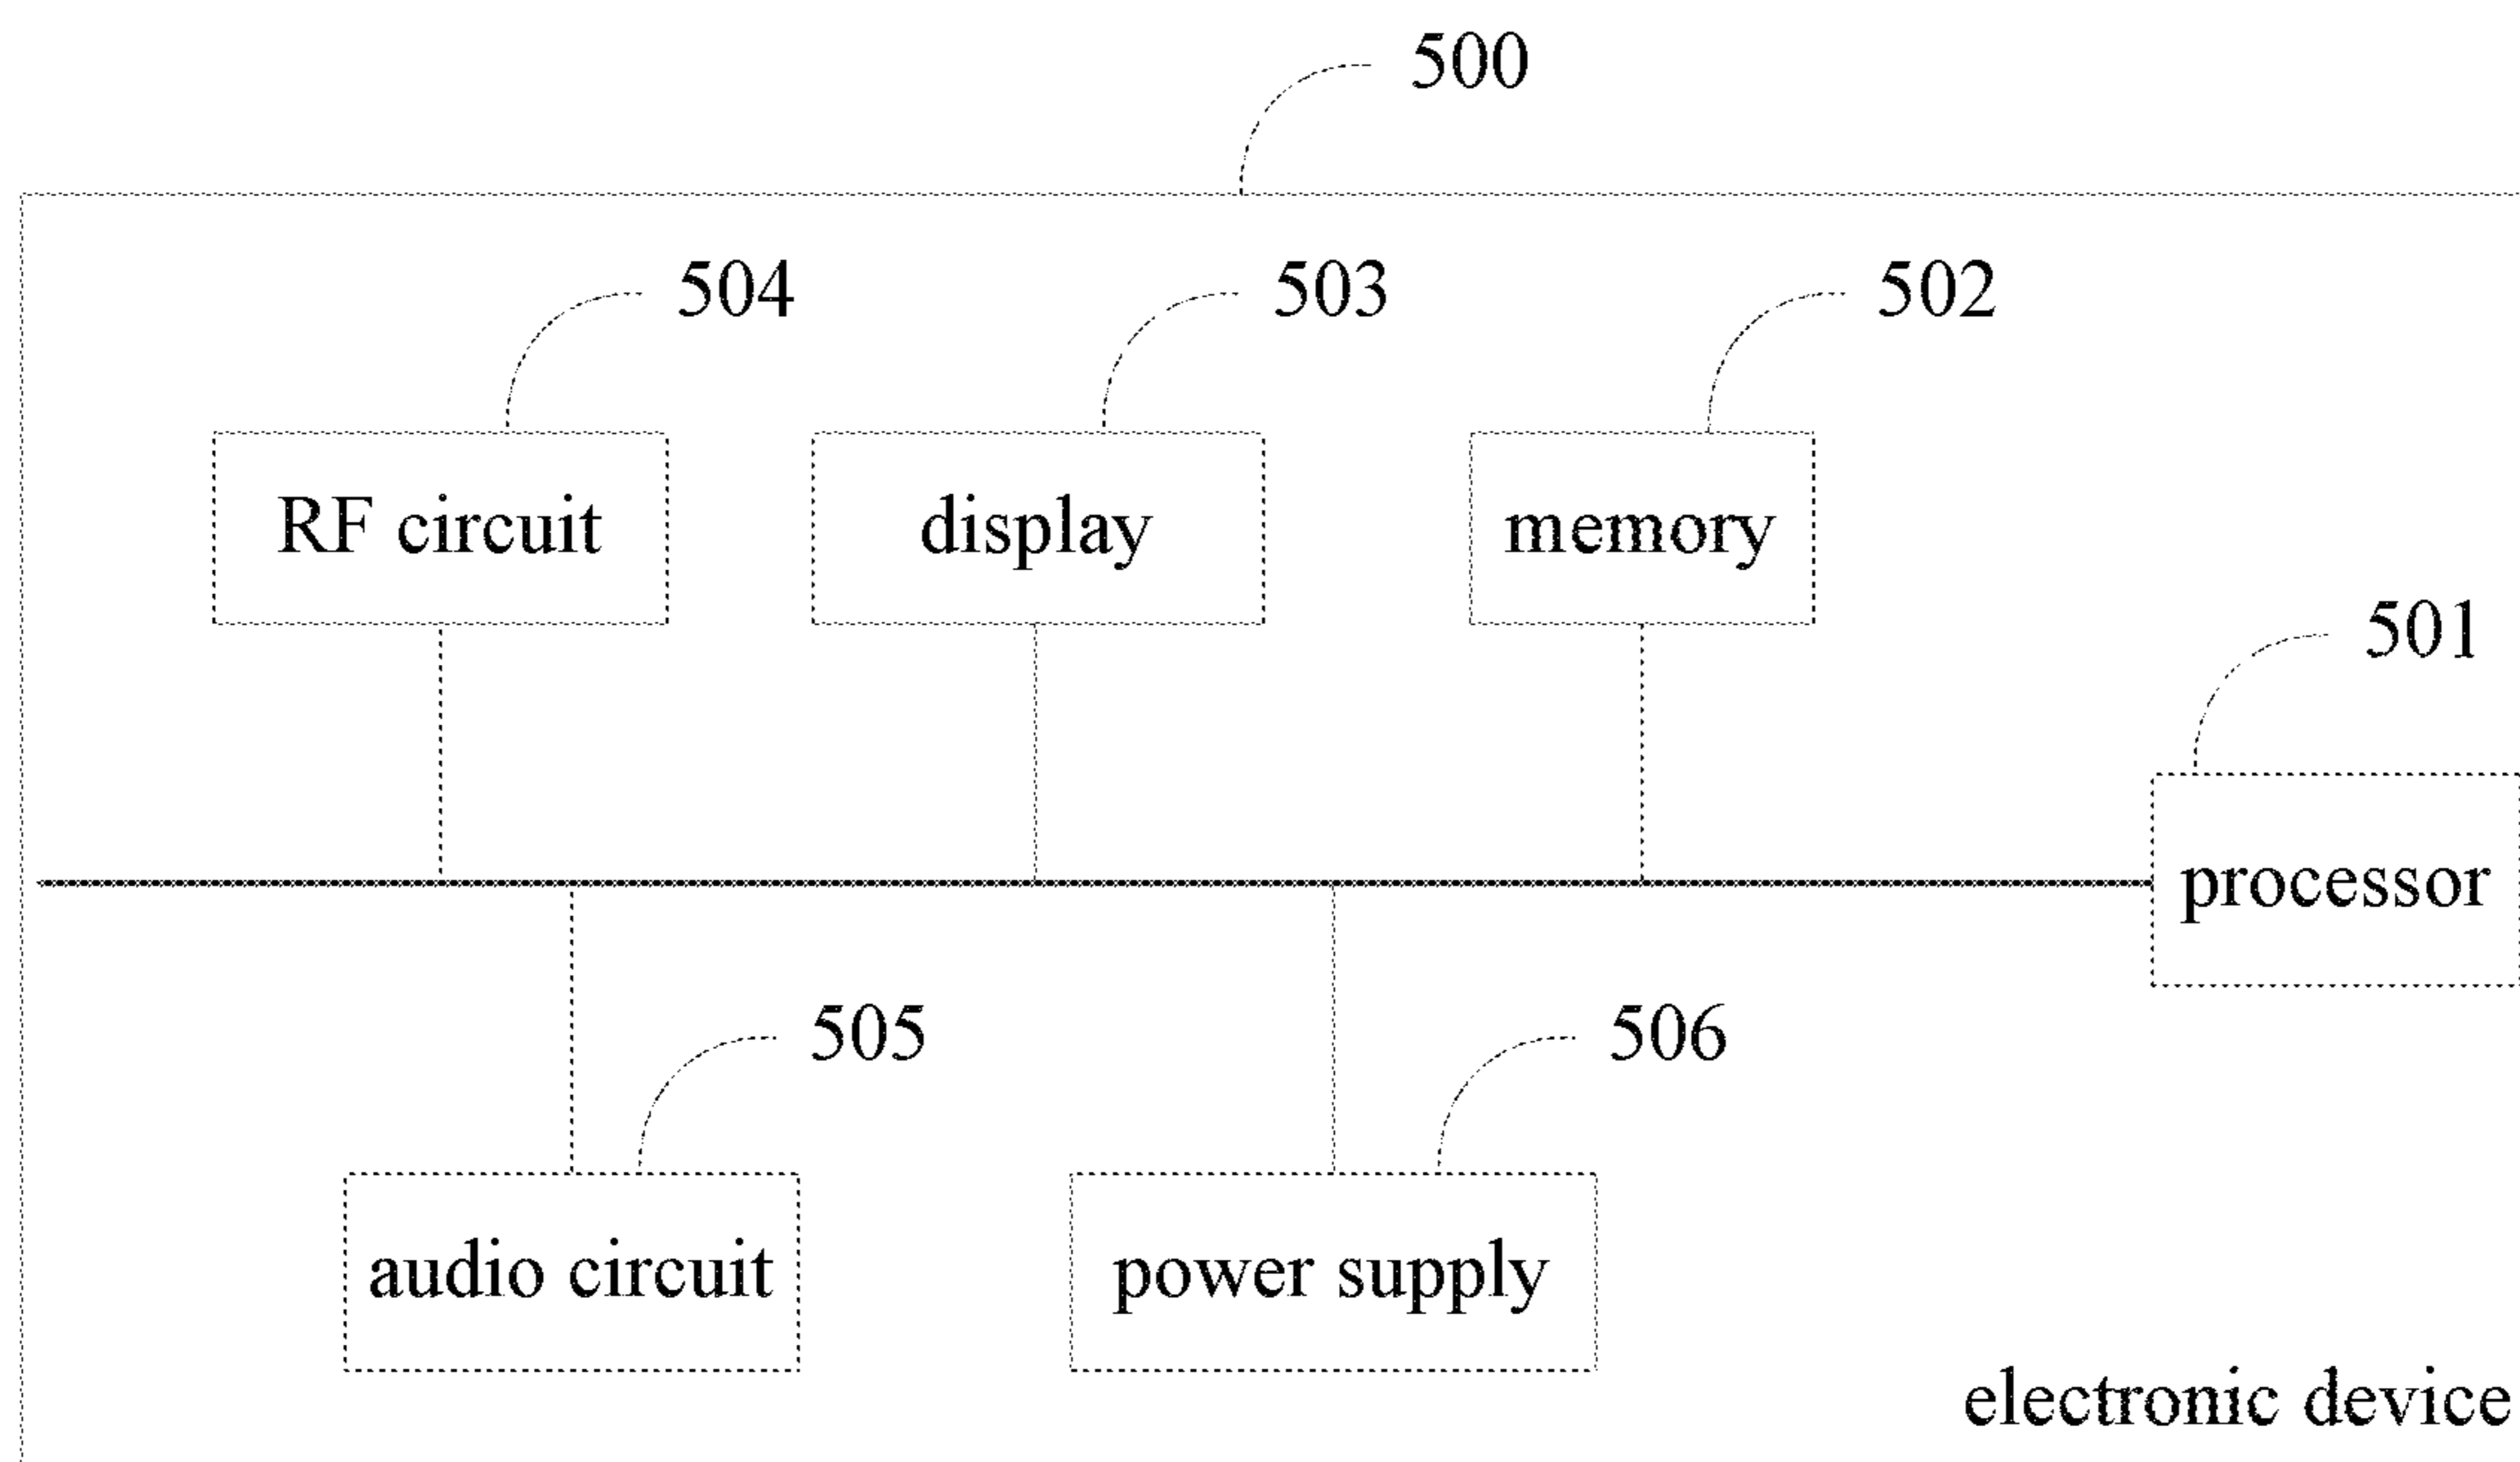 500
504
503
502
RF circuit
display
memory
501
processor
505
506
audio circuit
power supply
electronic device